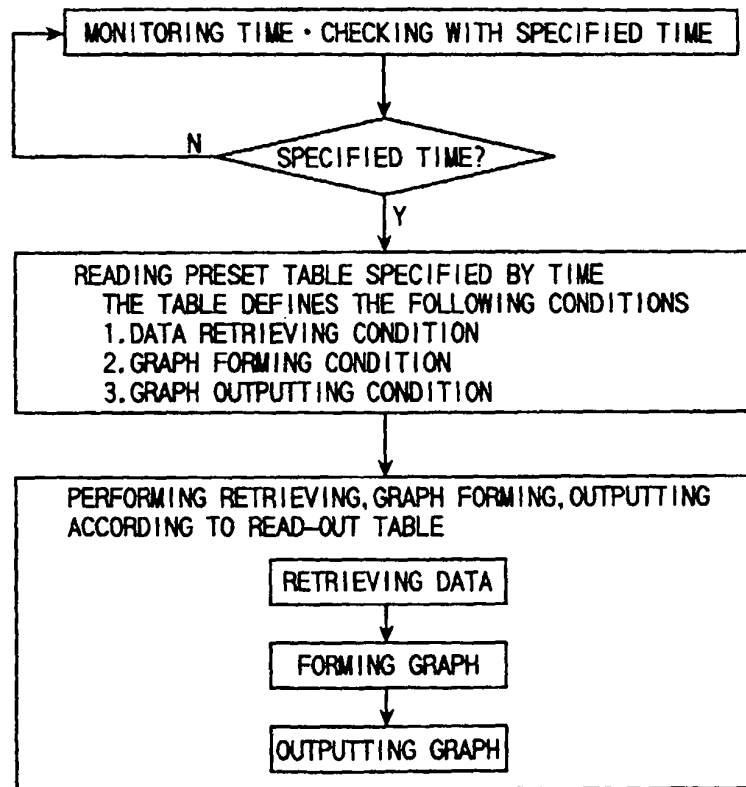 MONITORING TIME・CHECKING WITH SPECIFIED TIME
N
SPECIFIED TIME?
Y
READING PRESET TABLE SPECIFIED BY TIME
THE TABLE DEFINES THE FOLLOWING CONDITIONS
1.DATA RETRIEVING CONDITION
2.GRAPH FORMING CONDITION
3.GRAPH OUTPUTTING CONDITION
PERFORMING RETRIEVING,GRAPH FORMING,OUTPUTTING
ACCORDING TO READ-OUT TABLE
RETRIEVING DATA
FORMING GRAPH
OUTPUTTING GRAPH